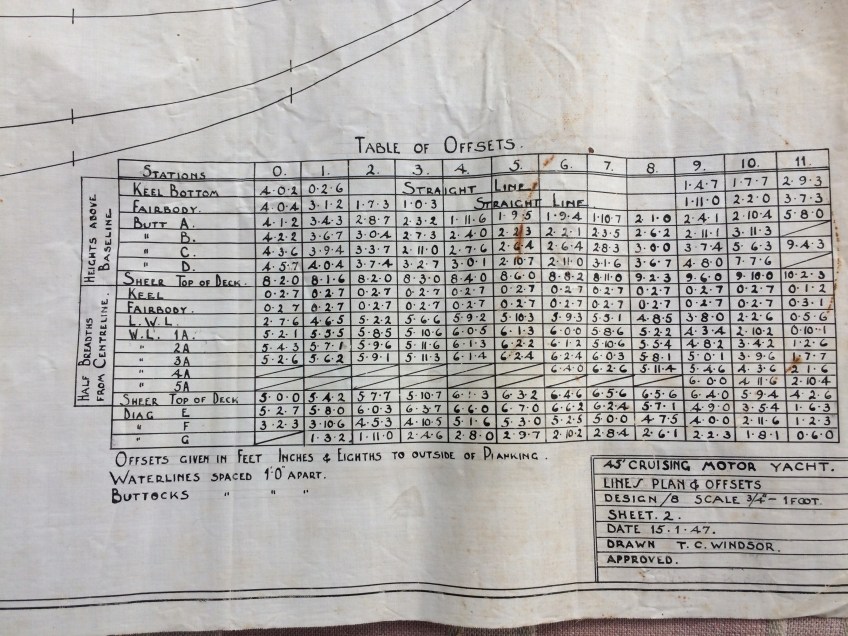 TABLE OF OFFSETS.
STATIONS 0. 1. 2. 3. 4. 5. 6. 7. 8. 9. 10. 11.
HEIGHTS ABOVE BASELINE.
KEEL BOTTOM 4·0·2 0·2·6 STRAIGHT LINE 1·4·7 1·7·7 2·9·3
FAIRBODY. 4·0·4 3·1·2 1·7·3 1·0·3 STRAIGHT LINE 1·11·0 2·2·0 3·7·3
BUTT A. 4·1·2 3·4·3 2·8·7 2·3·2 1·11·6 1·9·5 1·9·4 1·10·7 2·1·0 2·4·1 2·10·4 5·8·0
" B. 4·2·2 3·6·7 3·0·4 2·7·3 2·4·0 2·2·1 2·3·5 2·6·2 2·11·1 3·11·3
" C. 4·3·6 3·9·4 3·3·7 2·11·0 2·7·6 2·6·4 2·6·4 2·8·3 3·0·0 3·7·4 5·6·3 9·4·3
" D. 4·5·7 4·0·4 3·7·4 3·2·7 3·0·1 2·10·7 2·11·0 3·1·6 3·6·7 4·8·0 7·7·6
SHEER TOP OF DECK. 8·2·0 8·1·6 8·2·0 8·3·0 8·4·0 8·6·0 8·8·2 8·11·0 9·2·3 9·6·0 9·10·0 10·2·3
HALF BREADTHS FROM CENTRELINE.
KEEL 0·2·7 0·2·7 0·2·7 0·2·7 0·2·7 0·2·7 0·2·7 0·2·7 0·2·7 0·2·7 0·2·7 0·1·2
FAIRBODY. 0·2·7 0·2·7 0·2·7 0·2·7 0·2·7 0·2·7 0·2·7 0·2·7 0·2·7 0·2·7 0·2·7 0·3·1
L.W.L. 2·7·6 4·6·5 5·2·2 5·6·6 5·9·2 5·10·3 5·9·3 5·5·1 4·8·5 3·8·0 2·2·6 0·5·6
W.L. 1A 5·2·1 5·5·5 5·8·5 5·10·6 6·0·5 6·1·3 6·0·0 5·8·6 5·2·2 4·3·4 2·10·2 0·10·1
" 2A 5·4·3 5·7·1 5·9·6 5·11·6 6·1·3 6·2·2 6·1·2 5·10·6 5·5·4 4·8·2 3·4·2 1·2·6
" 3A 5·2·6 5·6·2 5·9·1 5·11·3 6·1·4 6·2·4 6·2·4 6·0·3 5·8·1 5·0·1 3·9·6
" 4A 6·4·0 6·2·6 5·11·4 5·4·6 4·3·6 2·1·6
" 5A 6·0·0 4·11·6 2·10·4
SHEER TOP OF DECK 5·0·0 5·4·2 5·7·7 5·10·7 6·3·2 6·4·6 6·5·6 6·5·6 6·4·0 5·9·4 4·2·6
DIAG E 5·2·7 5·8·0 6·0·3 6·3·7 6·6·0 6·7·0 6·6·2 6·2·4 5·7·1 4·9·0 3·5·4 1·6·3
" F 3·2·3 3·10·6 4·5·3 4·10·5 5·1·6 5·3·0 5·2·5 5·0·0 4·7·5 4·0·0 2·11·6 1·2·3
" G 1·3·2 1·11·0 2·4·6 2·8·0 2·9·7 2·10·2 2·8·4 2·6·1 2·2·3 1·8·1 0·6·0
OFFSETS GIVEN IN FEET INCHES & EIGHTHS TO OUTSIDE OF PLANKING.
WATERLINES SPACED 1'·0" APART.
BUTTOCKS " " "
45' CRUISING MOTOR YACHT.
LINES PLAN & OFFSETS
DESIGN /8 SCALE 3/4" – 1 FOOT.
SHEET. 2.
DATE 15·1·47.
DRAWN T. C. WINDSOR.
APPROVED.